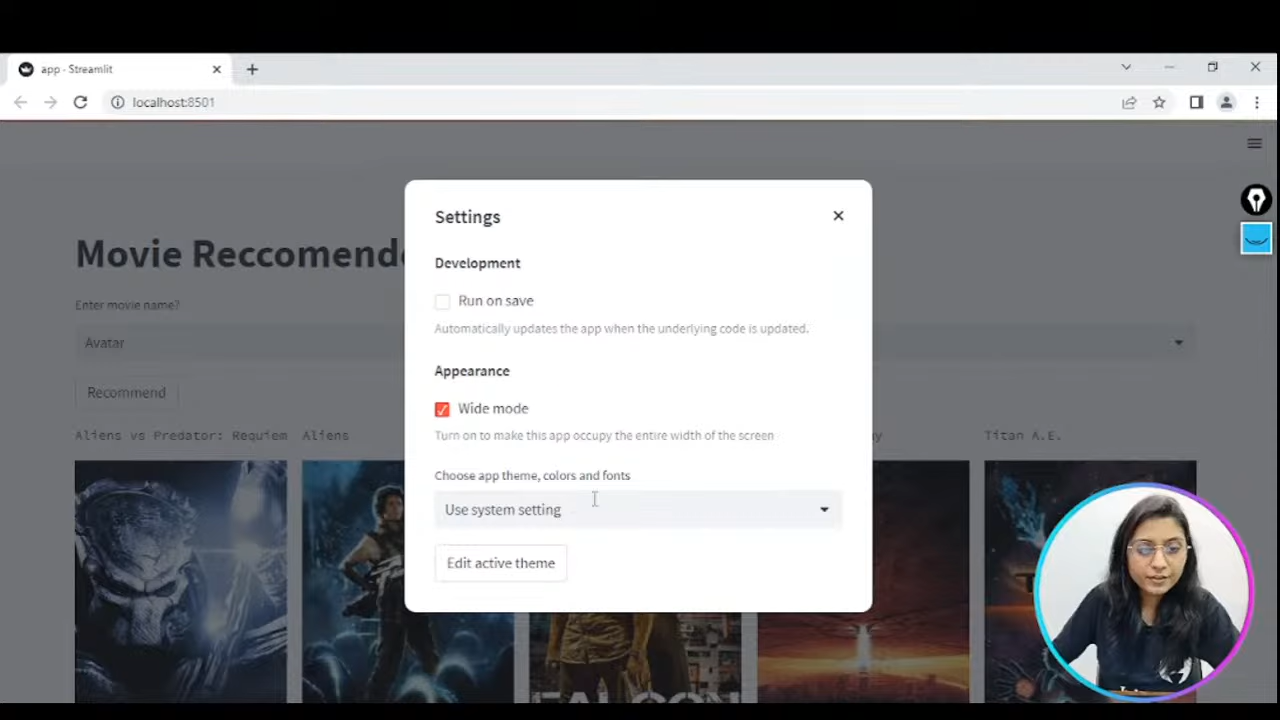 app · Streamlit
localhost:8501
Settings
Movie Reccomende
Development
Enter movie name?
Run on save
Automatically updates the app when the underlying code is updated.
Avatar
Appearance
Recommend
Wide mode
Turn on to make this app occupy the entire width of the screen
Aliens vs Predator: Requiem
Aliens
Titan A.E.
Choose app theme, colors and fonts
Use system setting
Edit active theme
FALCON